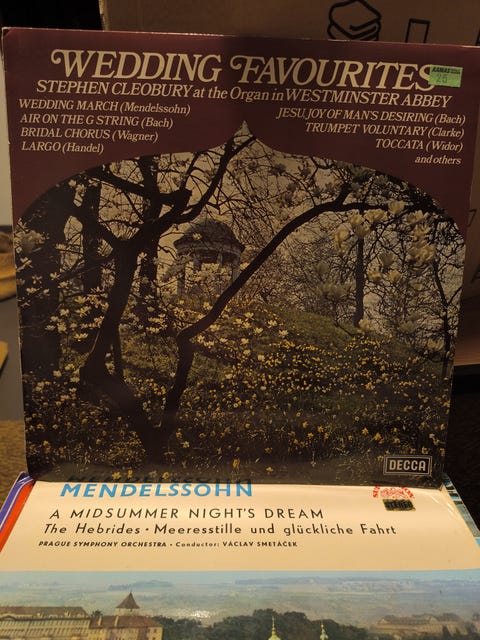 WEDDING FAVOURITES
STEPHEN CLEOBURY at the Organ in WESTMINSTER ABBEY
WEDDING MARCH (Mendelssohn)
AIR ON THE G STRING (Bach)
BRIDAL CHORUS (Wagner)
LARGO (Handel)
JESU, JOY OF MAN'S DESIRING (Bach)
TRUMPET VOLUNTARY (Clarke)
TOCCATA (Widor)
and others
DECCA
MENDELSSOHN
A MIDSUMMER NIGHT'S DREAM
The Hebrides · Meeresstille und glückliche Fahrt
PRAGUE SYMPHONY ORCHESTRA • Conductor: VÁCLAV SMETÁČEK
STEREO